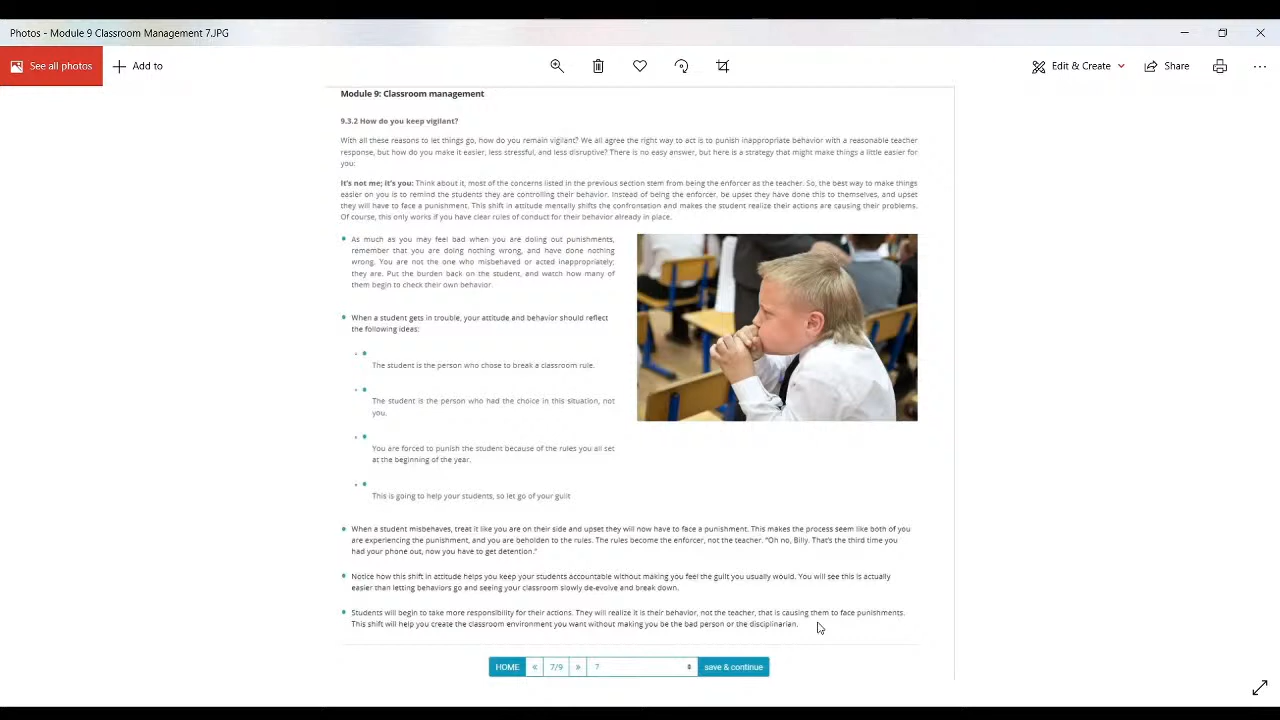 Photos - Module 9 Classroom Management 7.JPG
See all photos
Add to
Edit & Create
Share
Module 9: Classroom management
9.3.2 How do you keep vigilant?
With all these reasons to let things go, how do you remain vigilant? We all agree the right way to act is to punish inappropriate behavior with a reasonable teacher
response, but how do you make it easier, less stressful, and less disruptive? There is no easy answer, but here is a strategy that might make things a little easier for
you:
It's not me; it's you: Think about it, most of the concerns listed in the previous section stem from being the enforcer as the teacher. So, the best way to make things
easier on you is to remind the students they are controlling their behavior. Instead of being the enforcer, be upset they have done this to themselves, and upset
they will have to face a punishment. This shift in attitude mentally shifts the confrontation and makes the student realize their actions are causing their problems.
Of course, this only works if you have clear rules of conduct for their behavior already in place.
As much as you may feel bad when you are doling out punishments,
remember that you are doing nothing wrong, and have done nothing
wrong. You are not the one who misbehaved or acted inappropriately;
they are. Put the burden back on the student, and watch how many of
them begin to check their own behavior.
When a student gets in trouble, your attitude and behavior should reflect
the following ideas:
The student is the person who chose to break a classroom rule.
The student is the person who had the choice in this situation, not
you.
You are forced to punish the student because of the rules you all set
at the beginning of the year.
This is going to help your students, so let go of your guilt
When a student misbehaves, treat it like you are on their side and upset they will now have to face a punishment. This makes the process seem like both of you
are experiencing the punishment, and you are beholden to the rules. The rules become the enforcer, not the teacher. "Oh no, Billy. That's the third time you
had your phone out, now you have to get detention."
Notice how this shift in attitude helps you keep your students accountable without making you feel the guilt you usually would. You will see this is actually
easier than letting behaviors go and seeing your classroom slowly de-evolve and break down.
Students will begin to take more responsibility for their actions. They will realize it is their behavior, not the teacher, that is causing them to face punishments.
This shift will help you create the classroom environment you want without making you be the bad person or the disciplinarian.
HOME « 7/9 » 7 save & continue